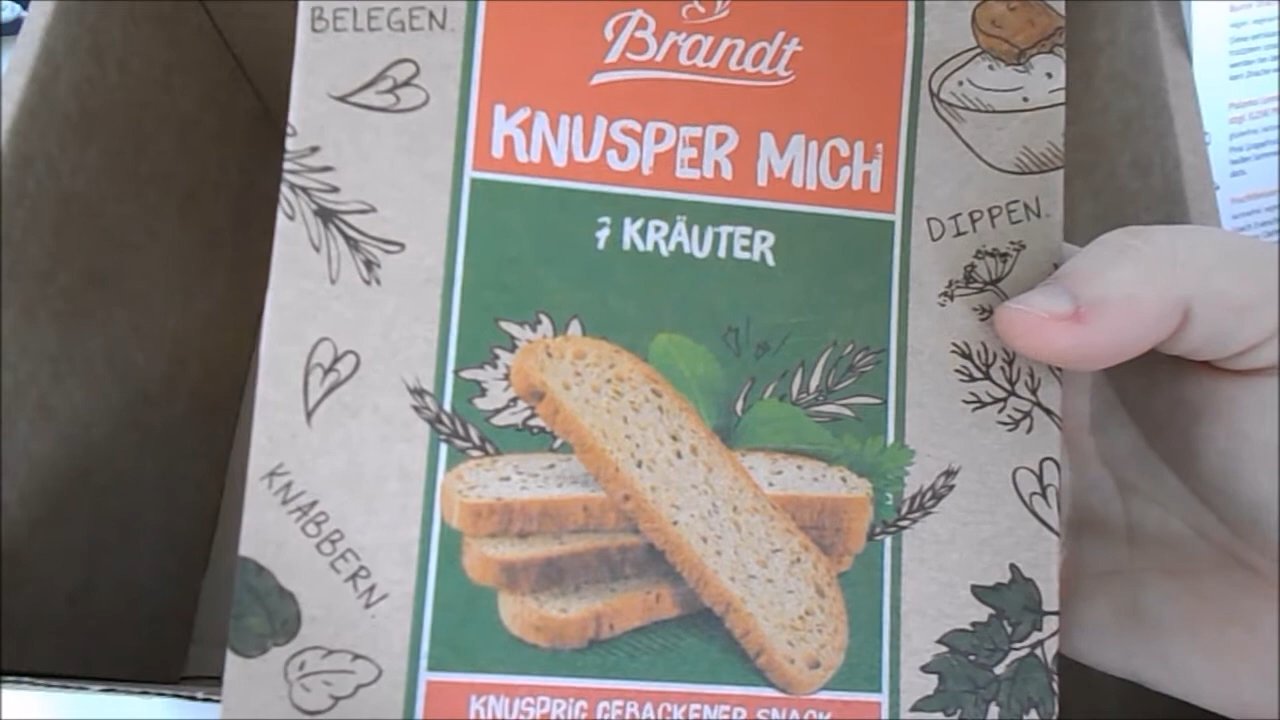 BELEGEN.
Brandt
KNUSPER MICH
7 KRÄUTER
DIPPEN.
KNABBERN.
KNUSPRIG GEBACKENER SNACK